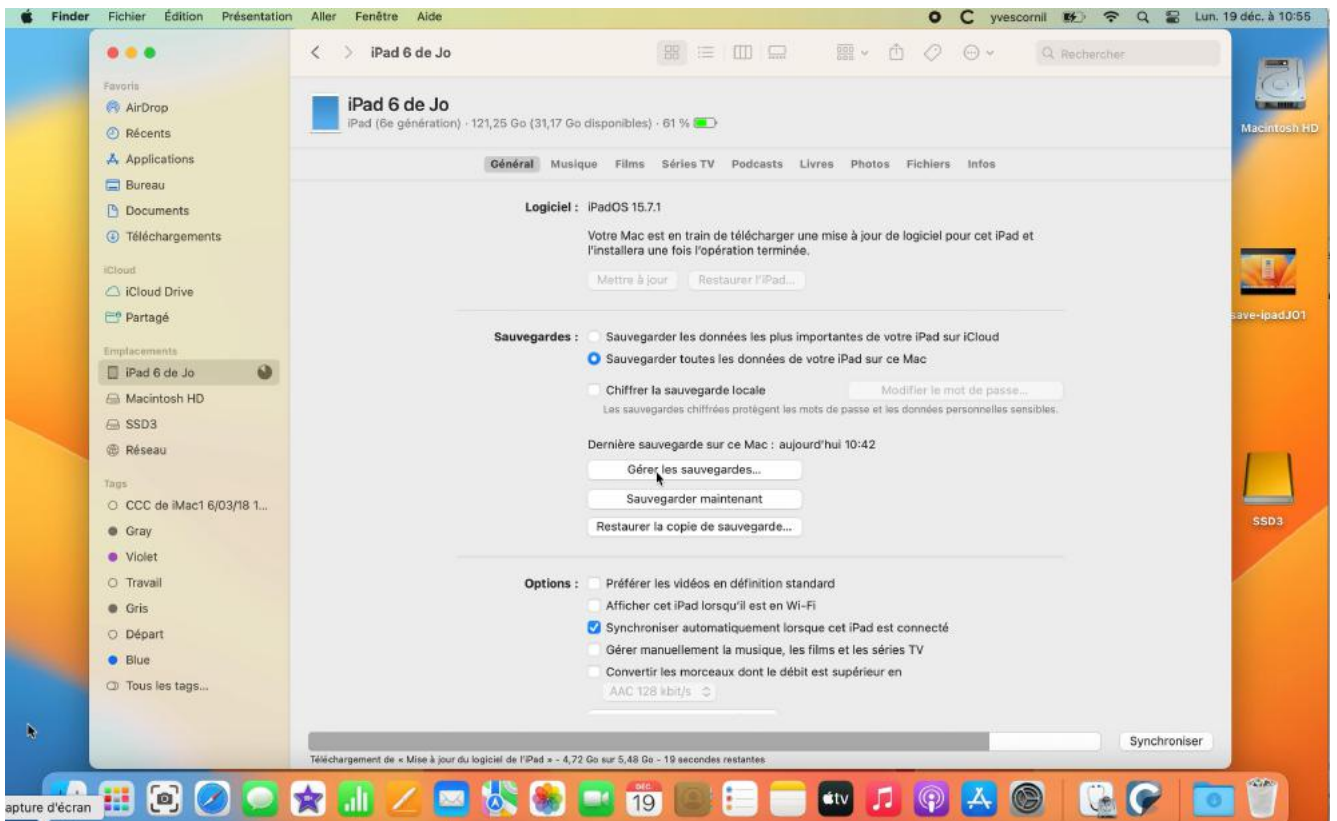 Finder Fichier Édition Présentation Aller Fenêtre Aide yvescornil Lun. 19 déc. à 10:55
iPad 6 de Jo
Rechercher
Favoris
AirDrop
Récents
Applications
Bureau
Documents
Téléchargements
iCloud
iCloud Drive
Partagé
Emplacements
iPad 6 de Jo
Macintosh HD
SSD3
Réseau
Tags
CCC de iMac1 6/03/18 1...
Gray
Violet
Travail
Gris
Départ
Blue
Tous les tags...
iPad 6 de Jo
iPad (6e génération) · 121,25 Go (31,17 Go disponibles) · 61 %
Général Musique Films Séries TV Podcasts Livres Photos Fichiers Infos
Logiciel : iPadOS 15.7.1
Votre Mac est en train de télécharger une mise à jour de logiciel pour cet iPad et
l'installera une fois l'opération terminée.
Mettre à jour Restaurer l'iPad...
Sauvegardes : Sauvegarder les données les plus importantes de votre iPad sur iCloud
Sauvegarder toutes les données de votre iPad sur ce Mac
Chiffrer la sauvegarde locale Modifier le mot de passe...
Les sauvegardes chiffrées protègent les mots de passe et les données personnelles sensibles.
Dernière sauvegarde sur ce Mac : aujourd'hui 10:42
Gérer les sauvegardes...
Sauvegarder maintenant
Restaurer la copie de sauvegarde...
Options : Préférer les vidéos en définition standard
Afficher cet iPad lorsqu'il est en Wi-Fi
Synchroniser automatiquement lorsque cet iPad est connecté
Gérer manuellement la musique, les films et les séries TV
Convertir les morceaux dont le débit est supérieur en
AAC 128 kbit/s
Synchroniser
Téléchargement de « Mise à jour du logiciel de l'iPad » - 4,72 Go sur 5,48 Go - 19 secondes restantes
Macintosh HD
save-ipadJO1
SSD3
apture d'écran
DÉC
19
tv